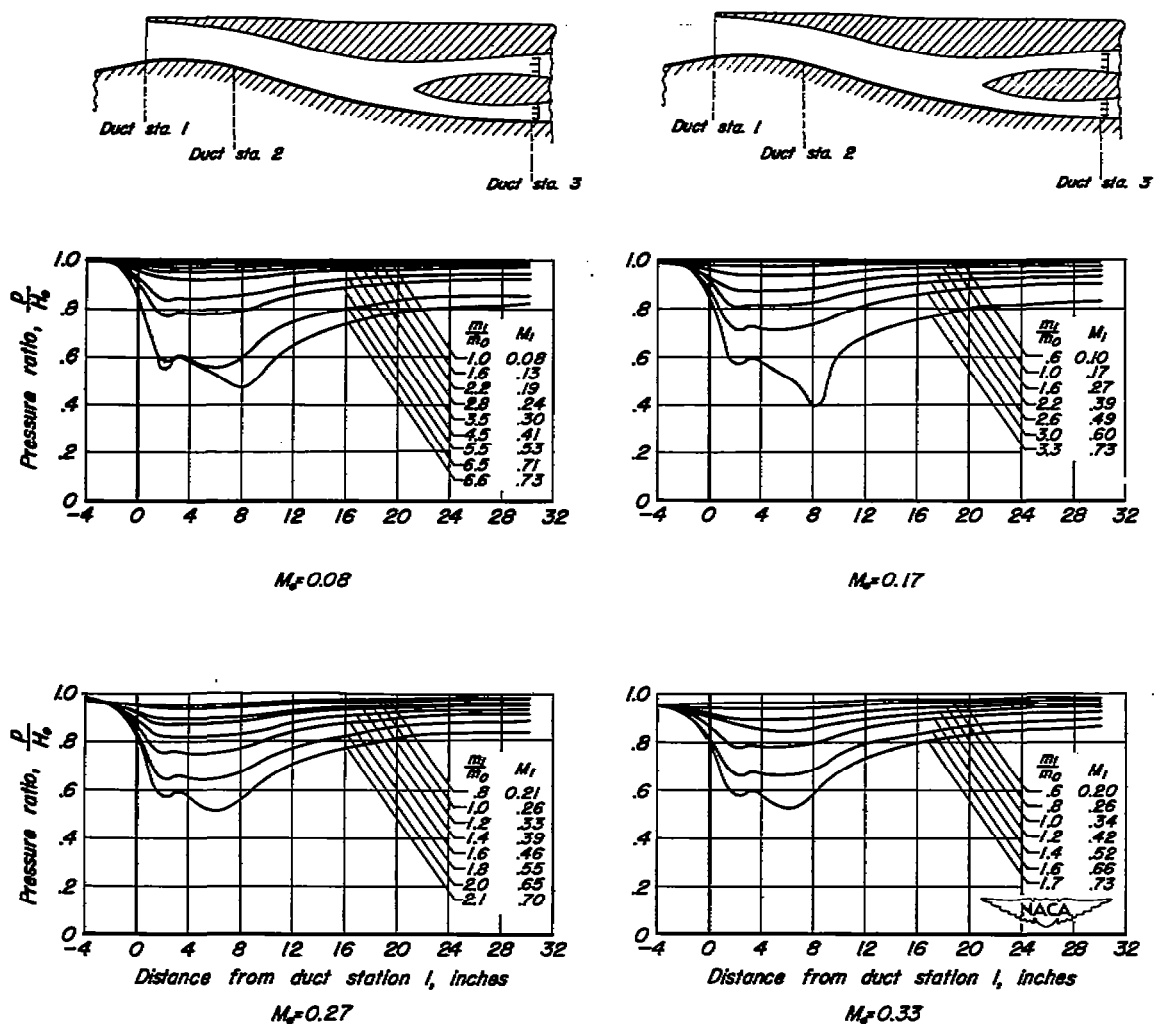 Duct sta. 1
Duct sta. 2
Duct sta. 3
Duct sta. 1
Duct sta. 2
Duct sta. 3
Pressure ratio, p/H₀
1.0
.8
.6
.4
.2
0
-4 0 4 8 12 16 20 24 28 32
m₁/m₀ M₁
1.0 0.08
1.6 .13
2.2 .19
2.8 .24
3.5 .30
4.5 .41
5.5 .53
6.5 .71
6.6 .73
M₀=0.08
1.0
.8
.6
.4
.2
0
-4 0 4 8 12 16 20 24 28 32
m₁/m₀ M₁
.6 0.10
1.0 .17
1.6 .27
2.2 .39
2.6 .49
3.0 .60
3.3 .73
M₀=0.17
Pressure ratio, p/H₀
1.0
.8
.6
.4
.2
0
-4 0 4 8 12 16 20 24 28 32
m₁/m₀ M₁
.8 0.21
1.0 .26
1.2 .33
1.4 .39
1.6 .46
1.8 .55
2.0 .65
2.1 .70
Distance from duct station 1, inches
M₀=0.27
1.0
.8
.6
.4
.2
0
-4 0 4 8 12 16 20 24 28 32
m₁/m₀ M₁
.6 0.20
.8 .26
1.0 .34
1.2 .42
1.4 .52
1.6 .66
1.7 .73
NACA
Distance from duct station 1, inches
M₀=0.33